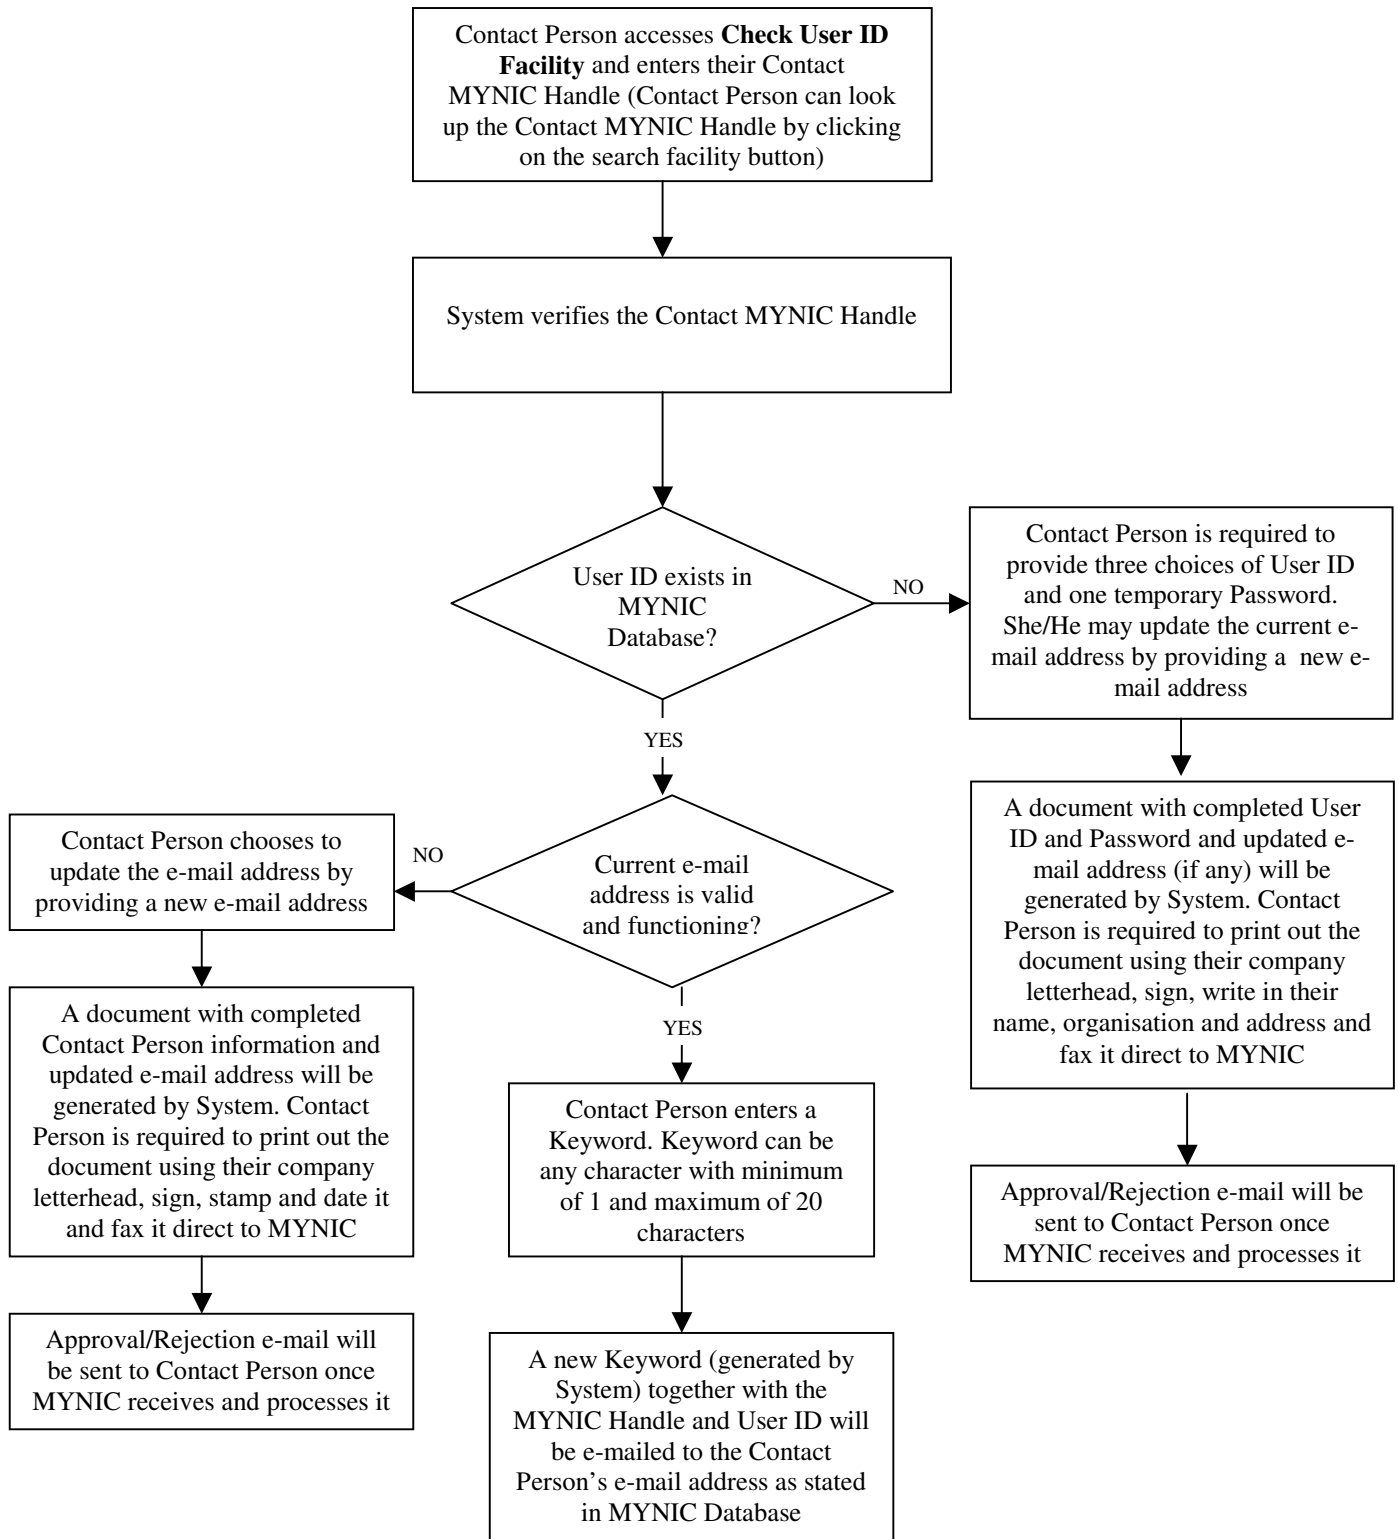 Contact Person accesses Check User ID
Facility and enters their Contact
MYNIC Handle (Contact Person can look
up the Contact MYNIC Handle by clicking
on the search facility button)
System verifies the Contact MYNIC Handle
User ID exists in
MYNIC
Database?
NO
Contact Person is required to
provide three choices of User ID
and one temporary Password.
She/He may update the current e-
mail address by providing a new e-
mail address
YES
A document with completed User
ID and Password and updated e-
mail address (if any) will be
generated by System. Contact
Person is required to print out the
document using their company
letterhead, sign, write in their
name, organisation and address and
fax it direct to MYNIC
Approval/Rejection e-mail will be
sent to Contact Person once
MYNIC receives and processes it
Current e-mail
address is valid
and functioning?
NO
Contact Person chooses to
update the e-mail address by
providing a new e-mail address
A document with completed
Contact Person information and
updated e-mail address will be
generated by System. Contact
Person is required to print out the
document using their company
letterhead, sign, stamp and date it
and fax it direct to MYNIC
Approval/Rejection e-mail will
be sent to Contact Person once
MYNIC receives and processes it
YES
Contact Person enters a
Keyword. Keyword can be
any character with minimum
of 1 and maximum of 20
characters
A new Keyword (generated by
System) together with the
MYNIC Handle and User ID will
be e-mailed to the Contact
Person's e-mail address as stated
in MYNIC Database